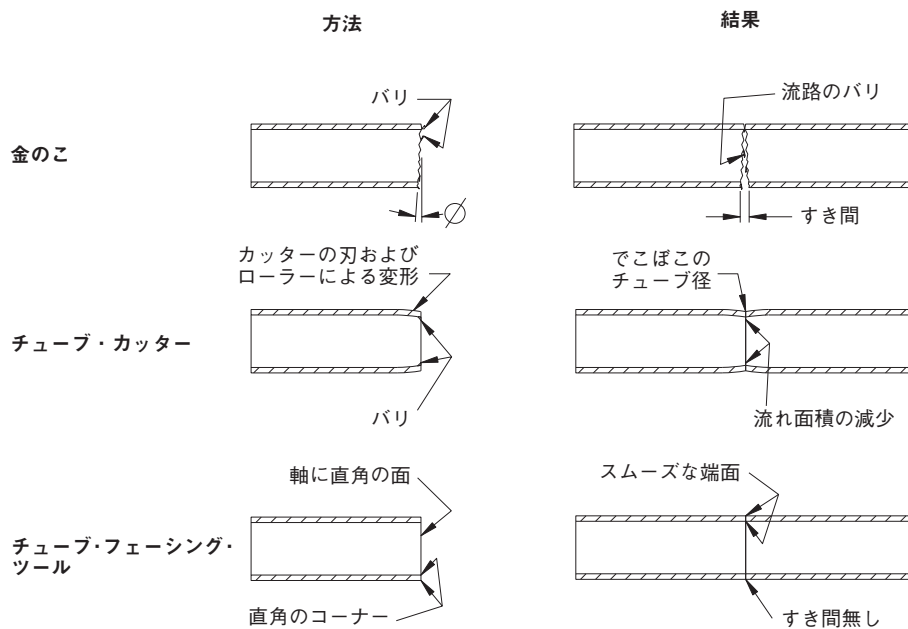 方法
結果
バリ
流路のバリ
金のこ
すき間
カッターの刃および
ローラーによる変形
でこぼこの
チューブ径
チューブ・カッター
バリ
流れ面積の減少
軸に直角の面
スムーズな端面
チューブ・フェーシング・
ツール
直角のコーナー
すき間無し